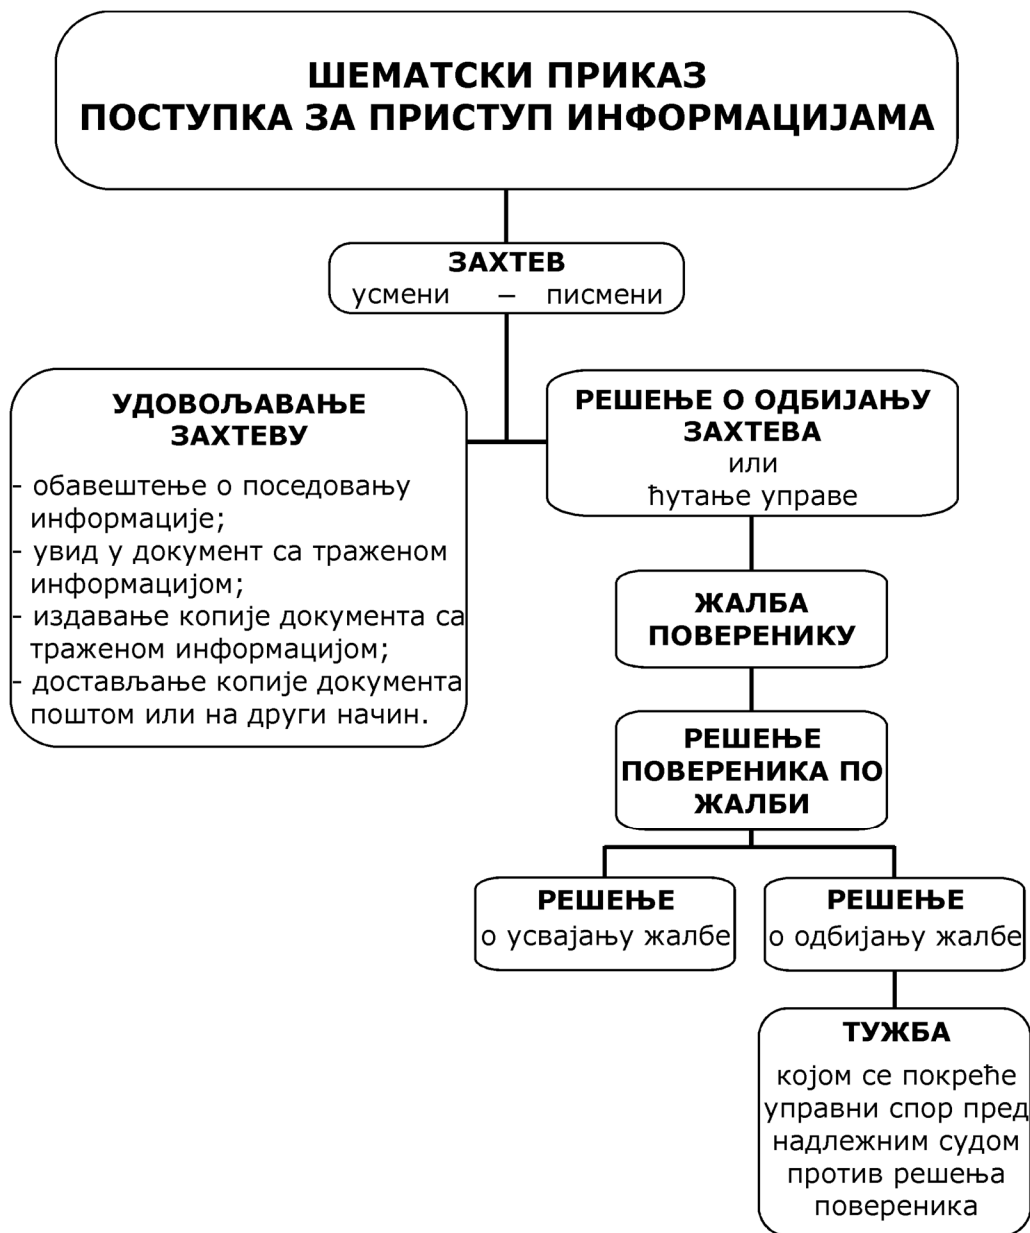 ШЕМАТСКИ ПРИКАЗ
ПОСТУПКА ЗА ПРИСТУП ИНФОРМАЦИЈАМА
ЗАХТЕВ
усмени – писмени
УДОВОЉАВАЊЕ
ЗАХТЕВУ
- обавештење о поседовању
информације;
- увид у документ са траженом
информацијом;
- издавање копије документа са
траженом информацијом;
- достављање копије документа
поштом или на други начин.
РЕШЕЊЕ О ОДБИЈАЊУ
ЗАХТЕВА
или
ћутање управе
ЖАЛБА
ПОВЕРЕНИКУ
РЕШЕЊЕ
ПОВЕРЕНИКА ПО
ЖАЛБИ
РЕШЕЊЕ
о усвајању жалбе
РЕШЕЊЕ
о одбијању жалбе
ТУЖБА
којом се покреће
управни спор пред
надлежним судом
против решења
повереника